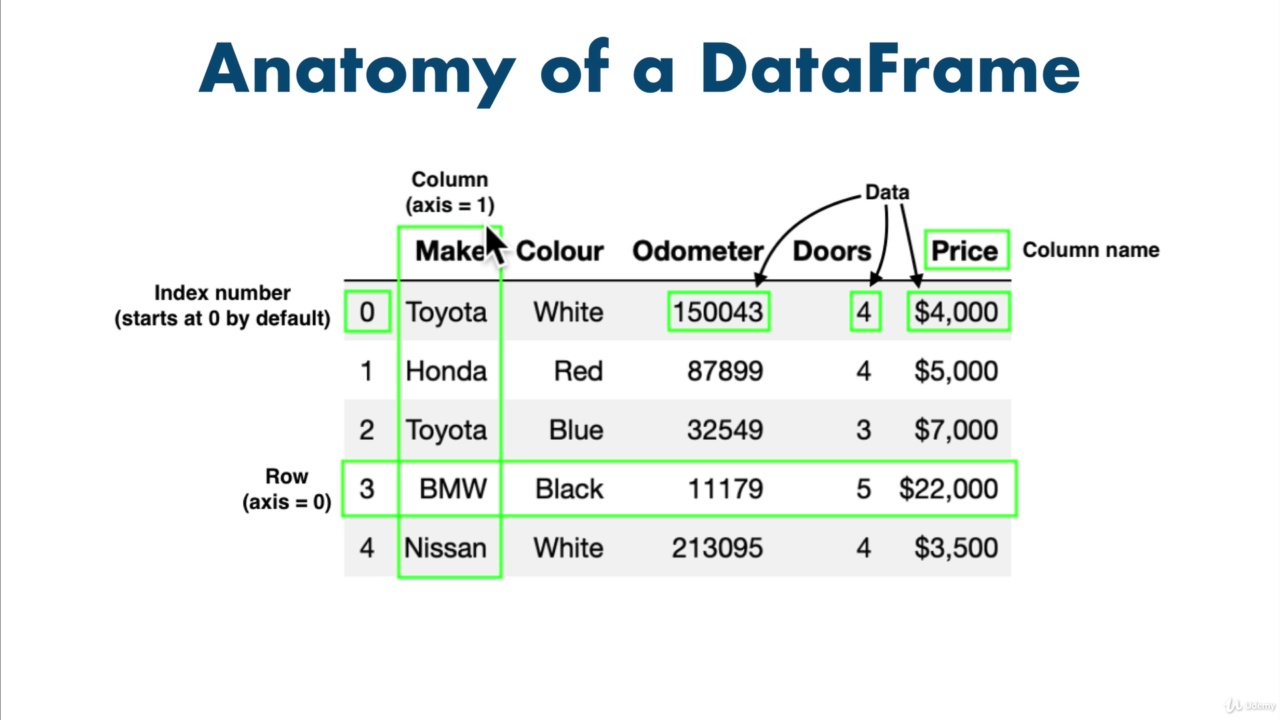 Anatomy of a DataFrame
Column
(axis = 1)
Data
Make Colour Odometer Doors Price
Column name
Index number
(starts at 0 by default)
0 Toyota White 150043 4 $4,000
1 Honda Red 87899 4 $5,000
2 Toyota Blue 32549 3 $7,000
Row
(axis = 0)
3 BMW Black 11179 5 $22,000
4 Nissan White 213095 4 $3,500
Udemy